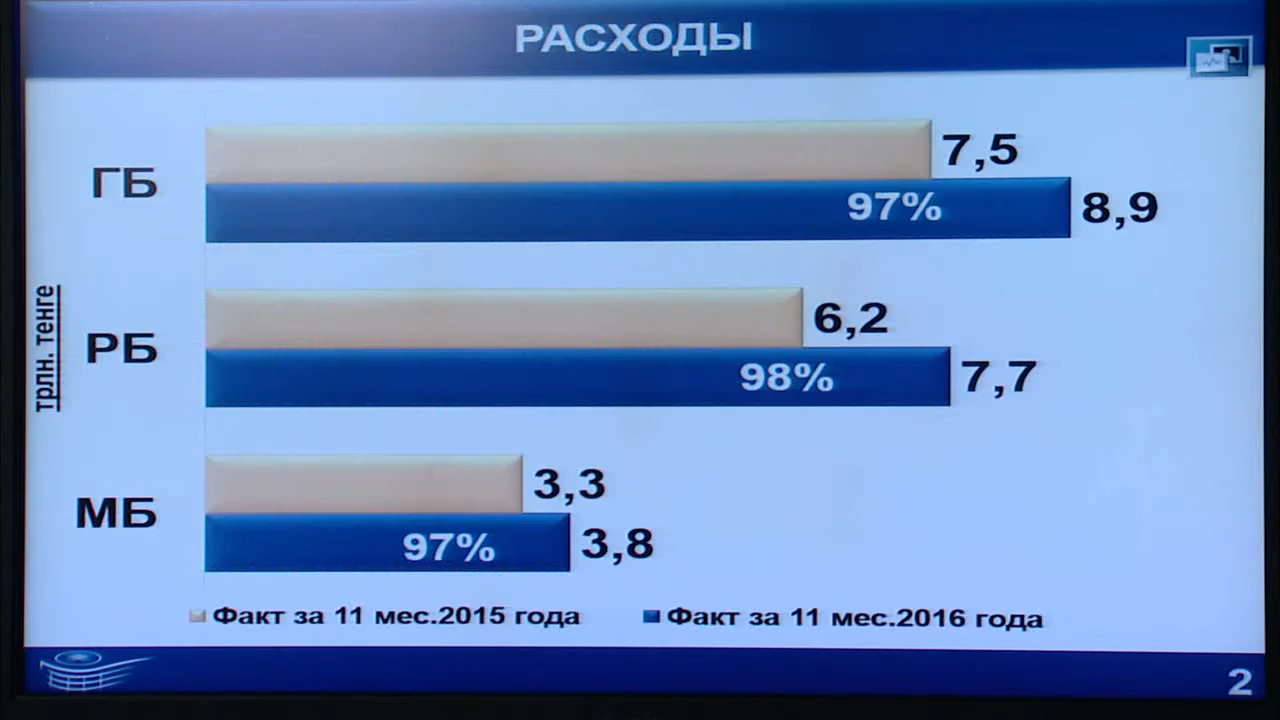 РАСХОДЫ
ГБ
7,5
97%
8,9
трлн. тенге
РБ
6,2
98%
7,7
МБ
3,3
97%
3,8
Факт за 11 мес.2015 года
Факт за 11 мес.2016 года
2